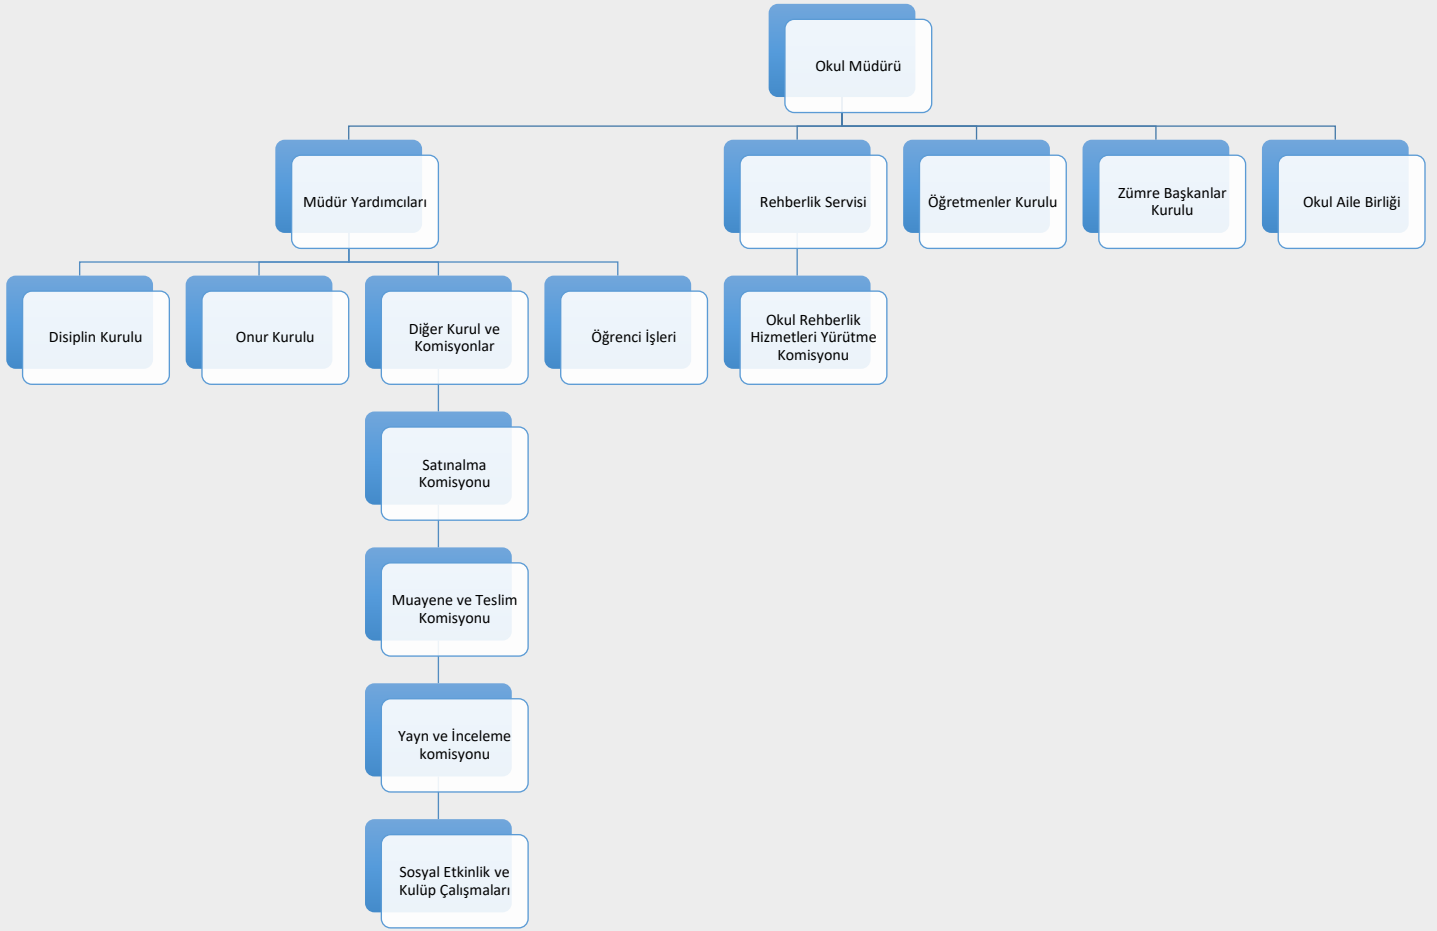 Okul Müdürü
Müdür Yardımcıları
Rehberlik Servisi
Öğretmenler Kurulu
Zümre Başkanlar
Kurulu
Okul Aile Birliği
Disiplin Kurulu
Onur Kurulu
Diğer Kurul ve
Komisyonlar
Öğrenci İşleri
Okul Rehberlik
Hizmetleri Yürütme
Komisyonu
Satınalma
Komisyonu
Muayene ve Teslim
Komisyonu
Yayn ve İnceleme
komisyonu
Sosyal Etkinlik ve
Kulüp Çalışmaları